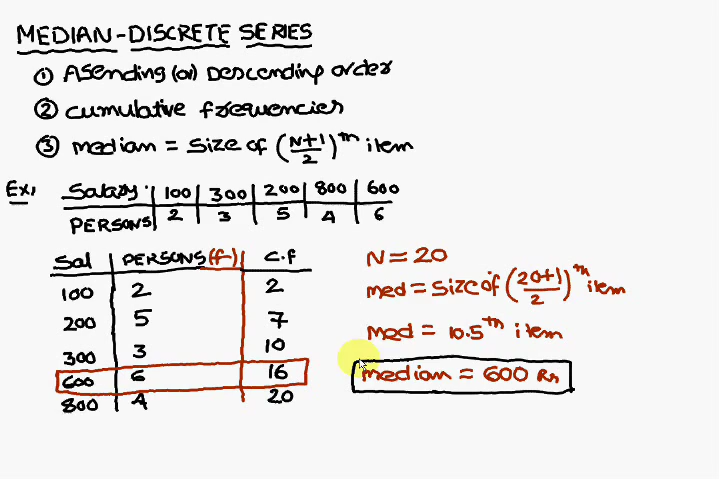 MEDIAN-DISCRETE SERIES
① Asending (or) Descending order
② cumulative frequencies
③ median = size of (N+1/2)th item
Ex, Salary 100 300 200 800 600
PERSONS 2 3 5 4 6
Sal PERSONS(f) C.f
100 2 2
200 5 7
300 3 10
600 6 16
800 4 20
N = 20
med = size of (20+1/2)th item
med = 10.5th item
median = 600 Rs